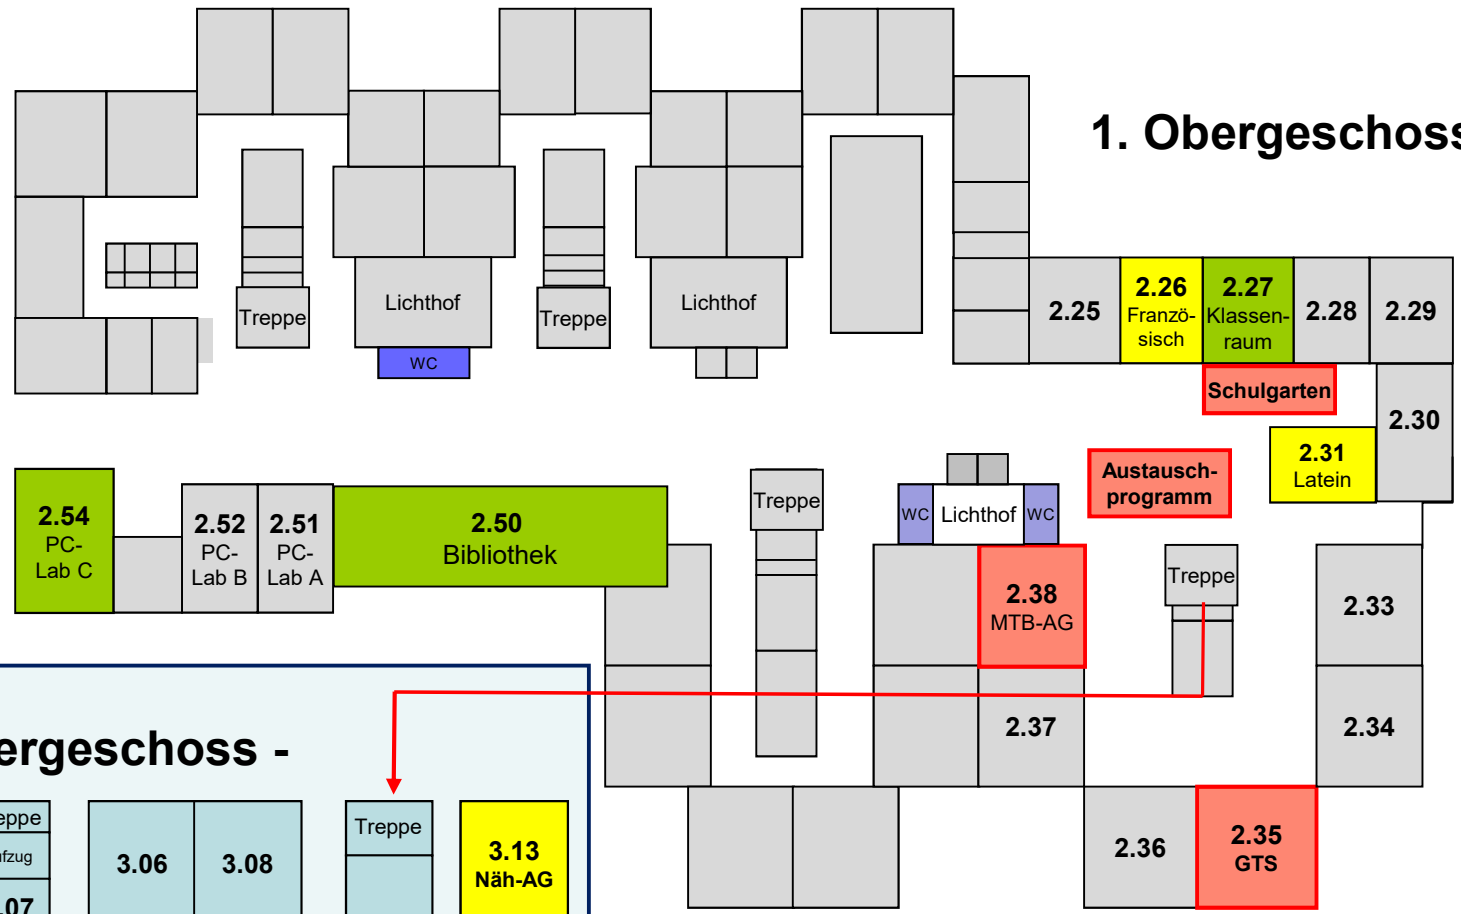 1. Obergeschoss
2.25
2.26
Franzö-
sisch
2.27
Klassen-
raum
2.28
2.29
Treppe
Lichthof
Treppe
Lichthof
WC
Schulgarten
2.30
2.31
Latein
Austausch-
programm
2.54
PC-
Lab C
2.52
PC-
Lab B
2.51
PC-
Lab A
2.50
Bibliothek
Treppe
WC
Lichthof
WC
2.38
MTB-AG
Treppe
2.33
2.37
2.34
2.36
2.35
GTS
ergeschoss -
eppe
ufzug
.07
3.06
3.08
Treppe
3.13
Näh-AG